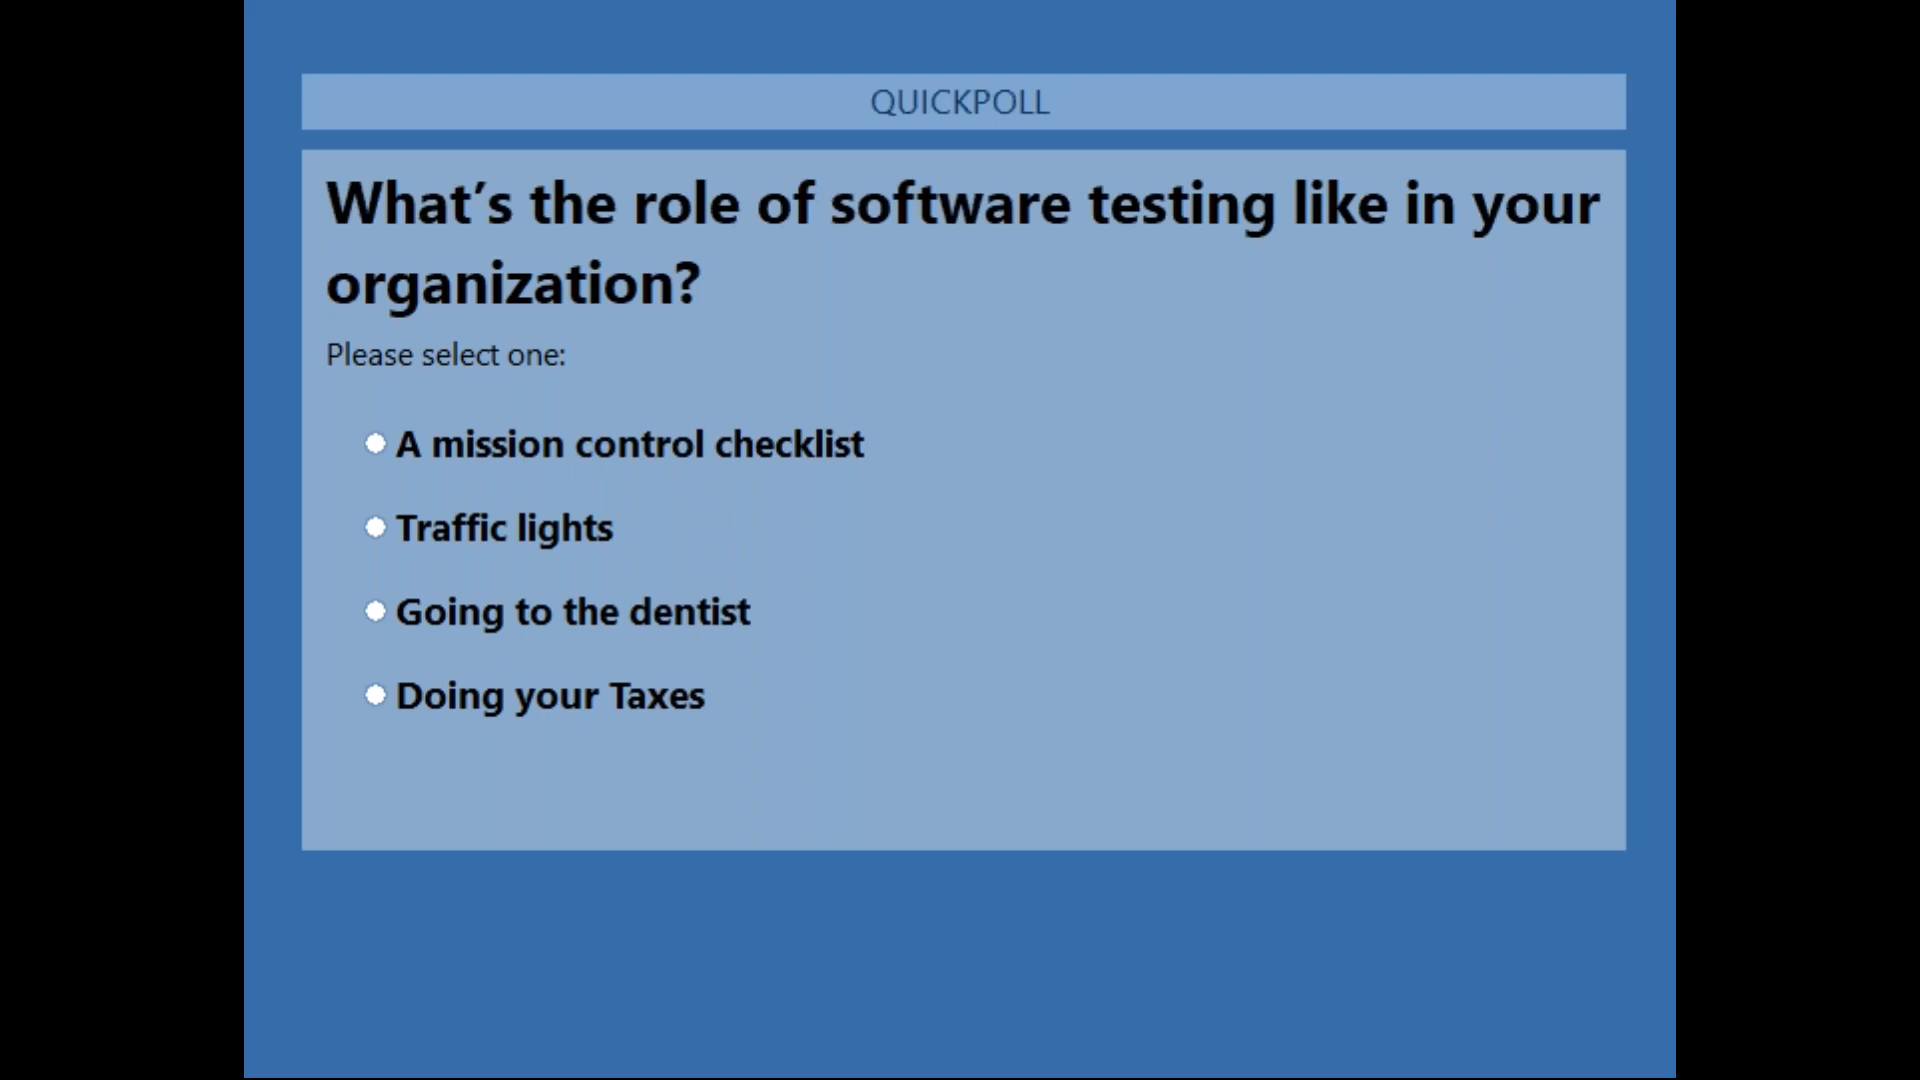 QUICKPOLL
What’s the role of software testing like in your
organization?
Please select one:
A mission control checklist
Traffic lights
Going to the dentist
Doing your Taxes